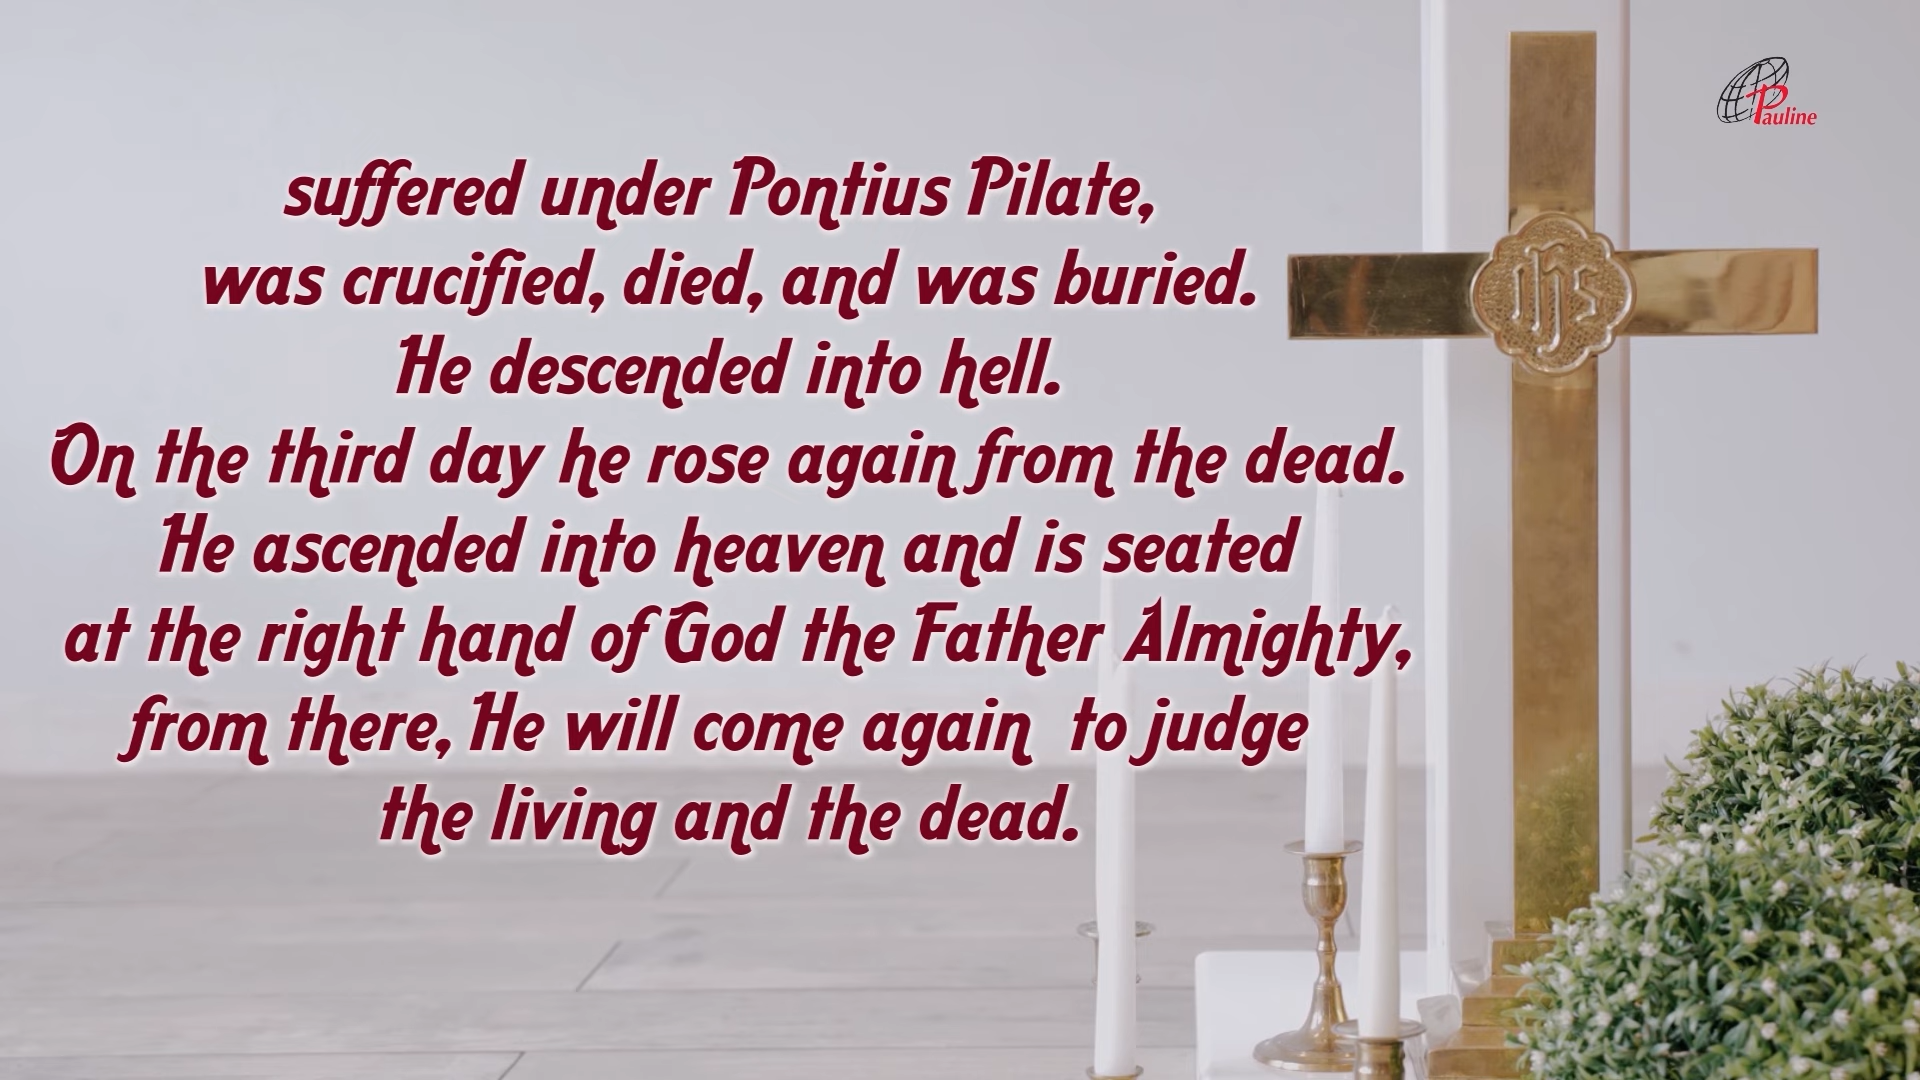 Pauline
suffered under Pontius Pilate,
was crucified, died, and was buried.
He descended into hell.
On the third day he rose again from the dead.
He ascended into heaven and is seated
at the right hand of God the Father Almighty,
from there, He will come again  to judge
the living and the dead.
IHS